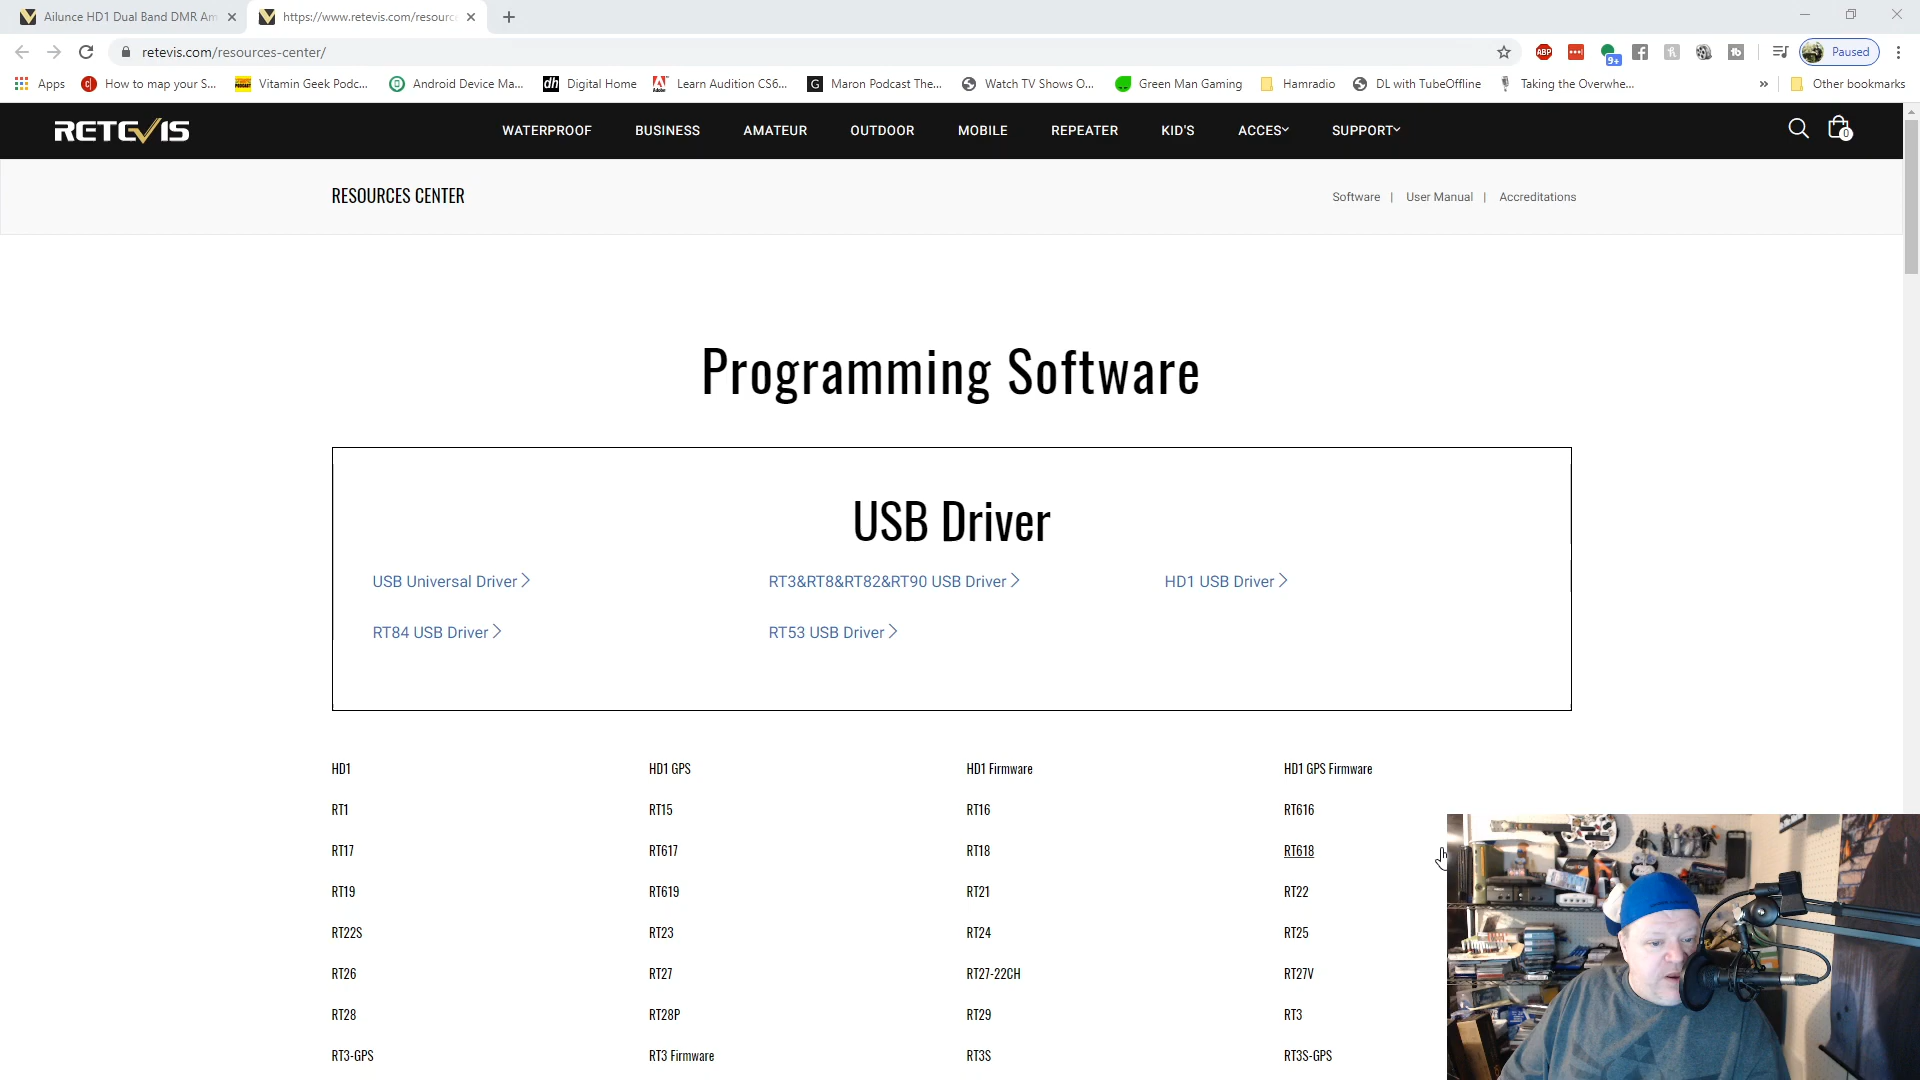 Ailunce HD1 Dual Band DMR Am
https://www.retevis.com/resourc
retevis.com/resources-center/
ABP
9+
Paused
Apps
How to map your S...
Vitamin Geek Podc...
Android Device Ma...
dh Digital Home
Learn Audition CS6...
G Maron Podcast The...
Watch TV Shows O...
Green Man Gaming
Hamradio
DL with TubeOffline
Taking the Overwhe...
» Other bookmarks
RETEVIS
WATERPROOF BUSINESS AMATEUR OUTDOOR MOBILE REPEATER KID'S ACCES SUPPORT
0
RESOURCES CENTER
Software | User Manual | Accreditations
Programming Software
USB Driver
USB Universal Driver RT3&RT8&RT82&RT90 USB Driver HD1 USB Driver
RT84 USB Driver RT53 USB Driver
HD1 HD1 GPS HD1 Firmware HD1 GPS Firmware
RT1 RT15 RT16 RT616
RT17 RT617 RT18 RT618
RT19 RT619 RT21 RT22
RT22S RT23 RT24 RT25
RT26 RT27 RT27-22CH RT27V
RT28 RT28P RT29 RT3
RT3-GPS RT3 Firmware RT3S RT3S-GPS